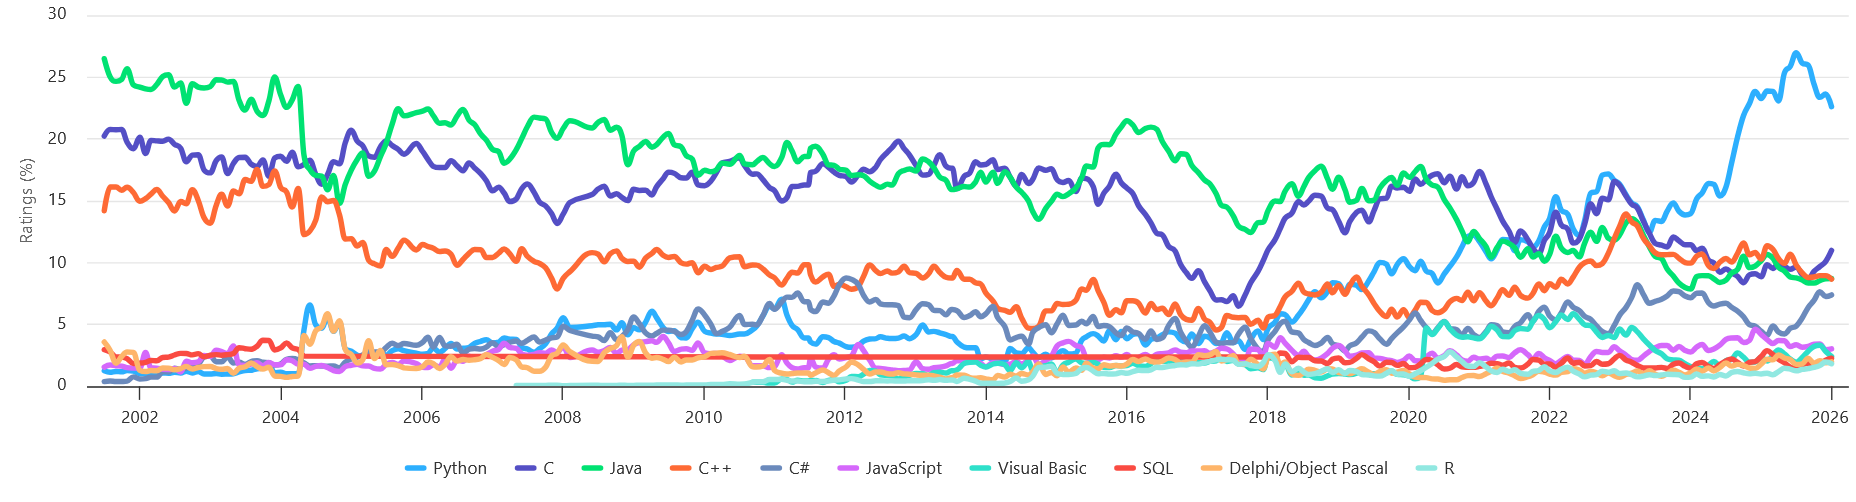 30
25
20
15
10
5
0
Ratings (%)
2002 2004 2006 2008 2010 2012 2014 2016 2018 2020 2022 2024 2026
Python C Java C++ C# JavaScript Visual Basic SQL Delphi/Object Pascal R